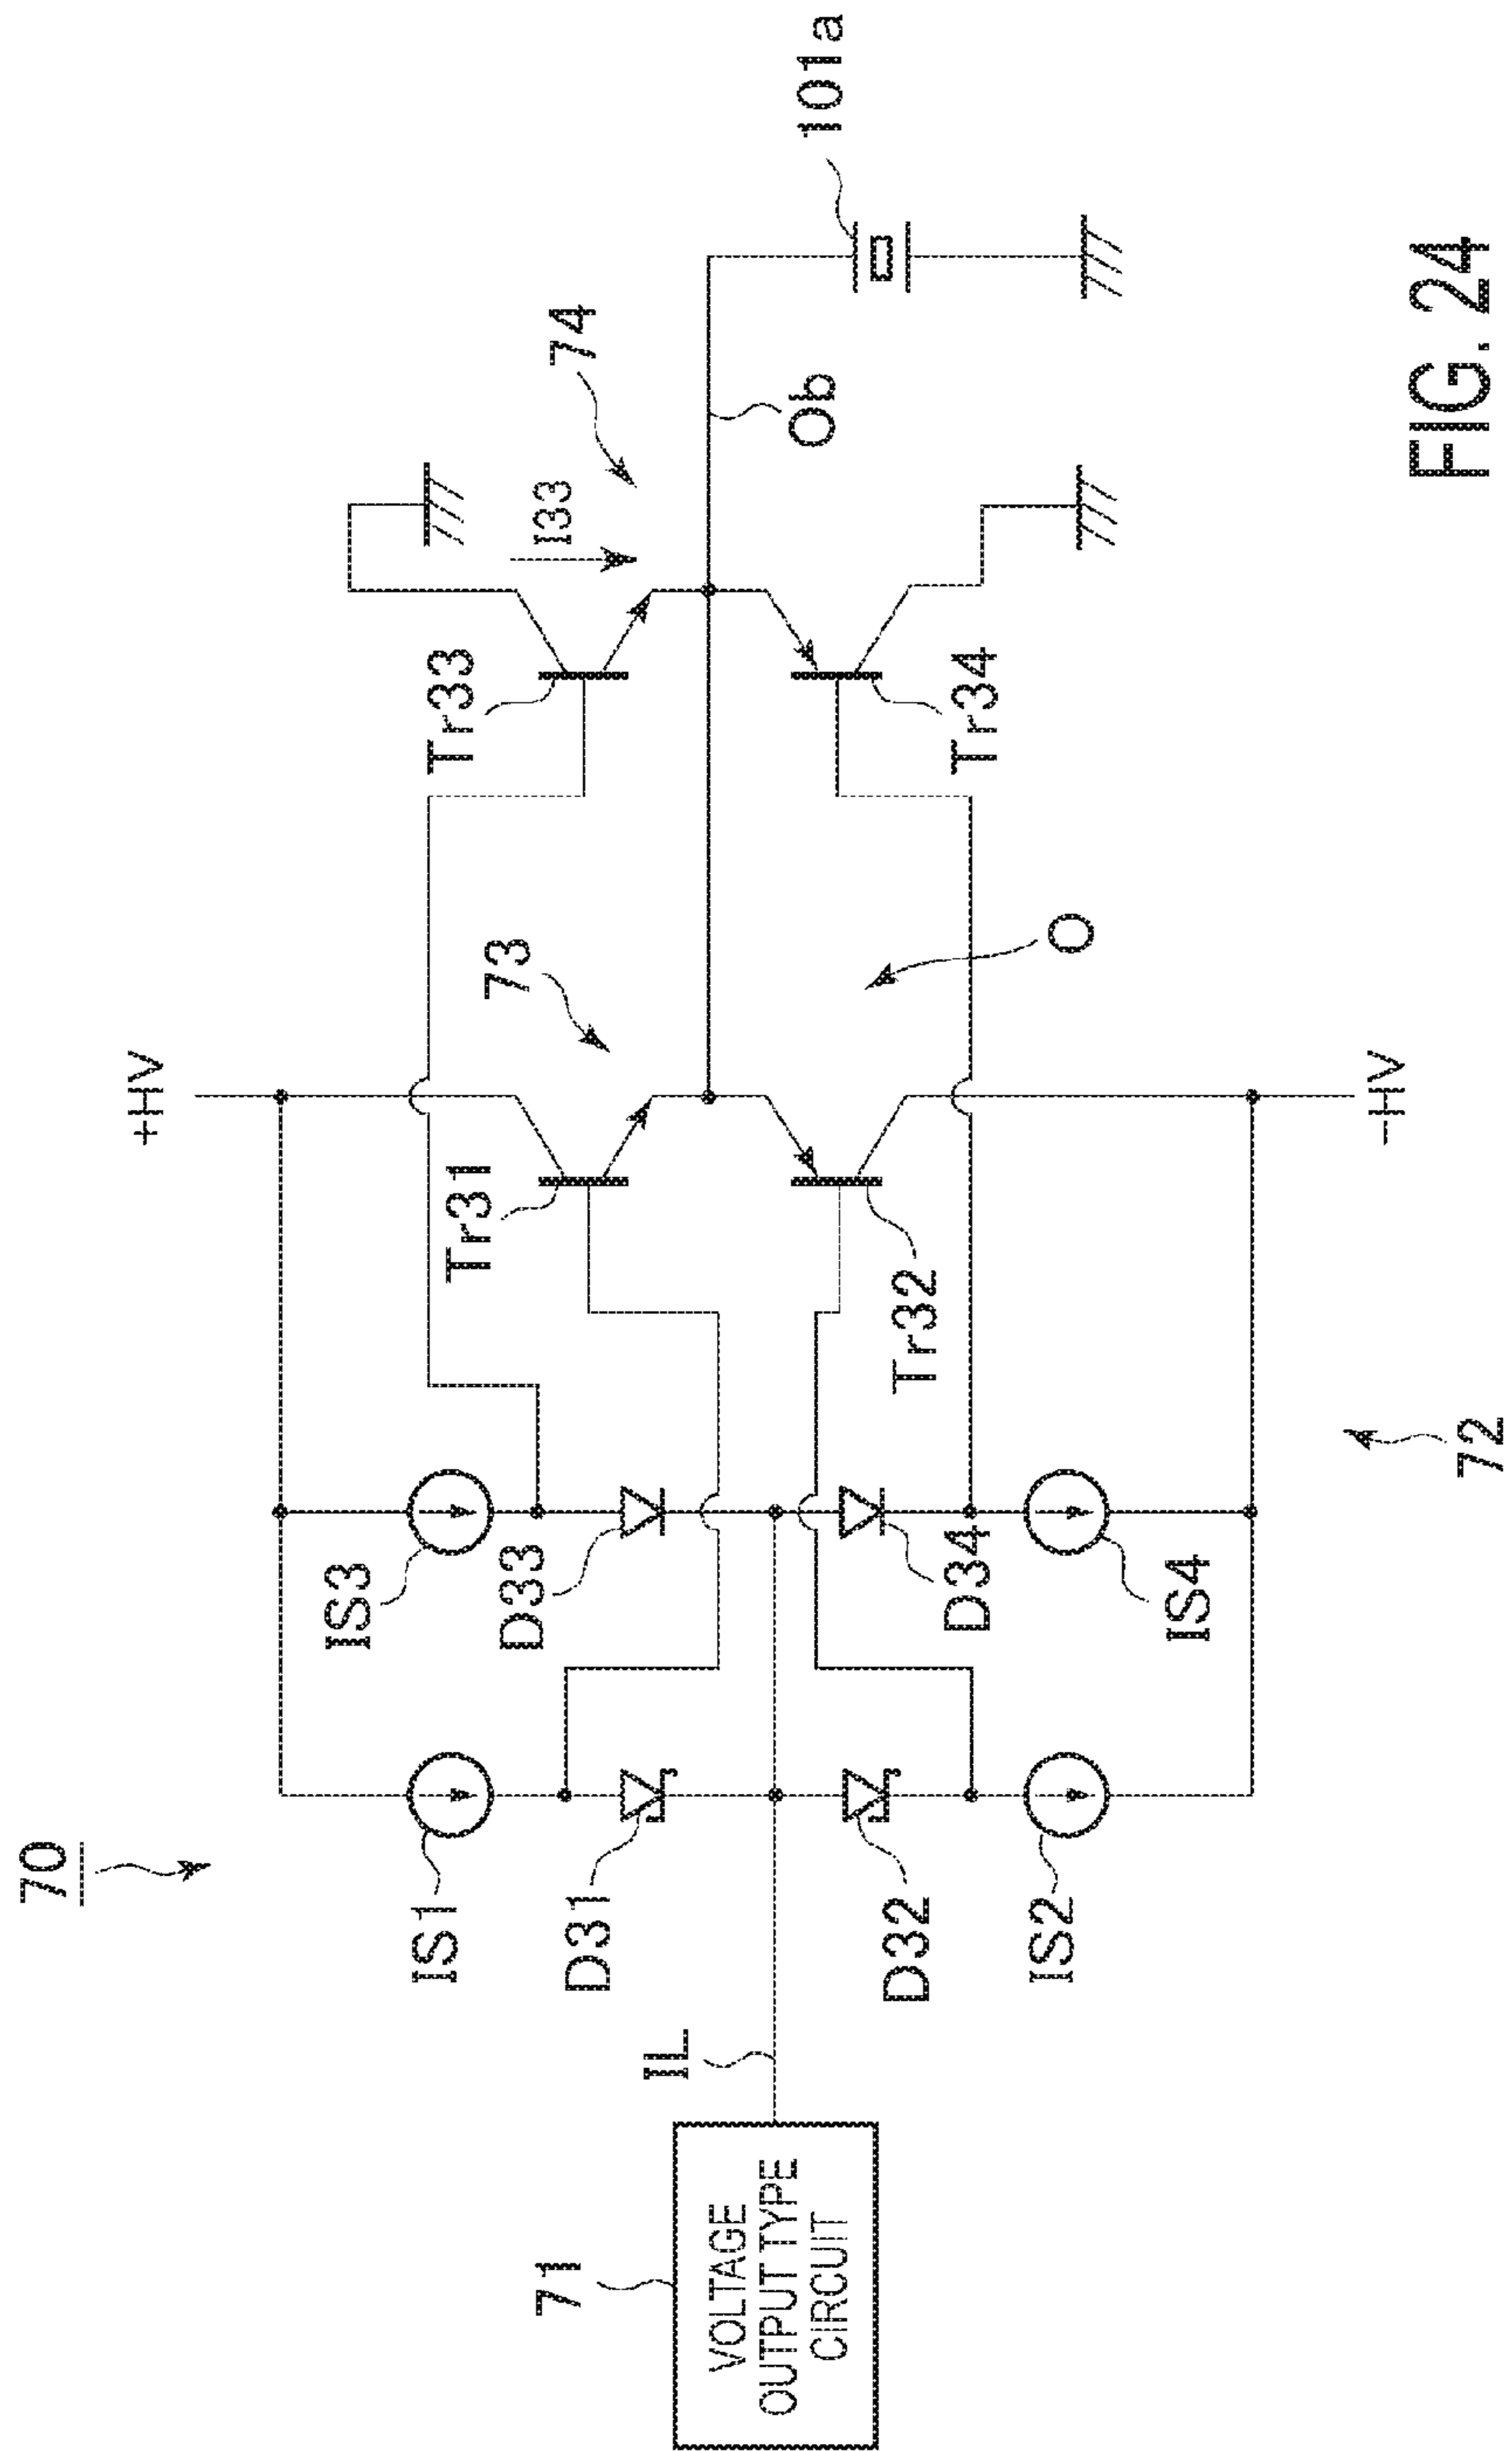 70
+HV
IS1
IS3
73
Tr31
Tr33
I33
74
D31
D33
IL
71
VOLTAGE
OUTPUT TYPE
CIRCUIT
Ob
101a
D32
D34
Tr32
Tr34
O
IS2
IS4
-HV
72
FIG. 24